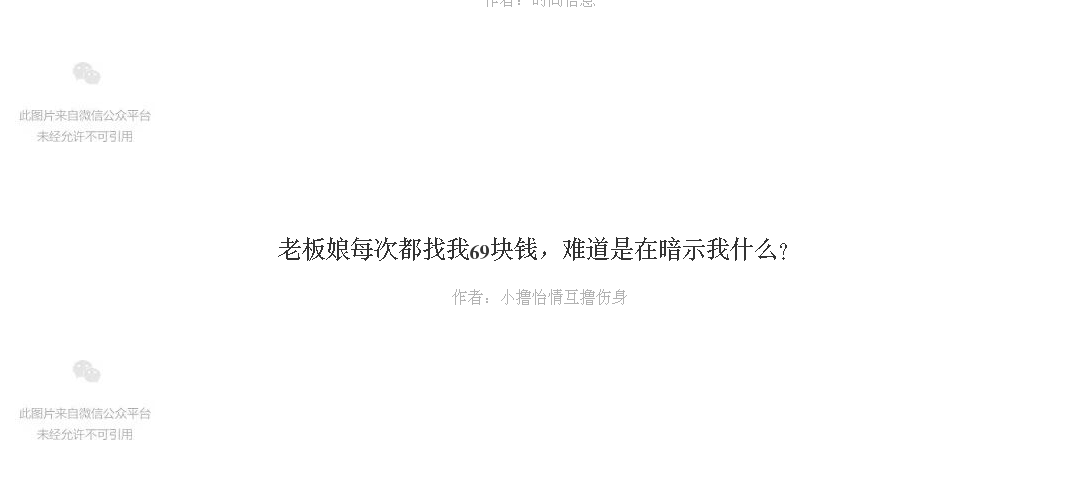 此图片来自微信公众平台
未经允许不可引用
老板娘每次都找我69块钱，难道是在暗示我什么？
作者：小撸怡情互撸伤身
此图片来自微信公众平台
未经允许不可引用